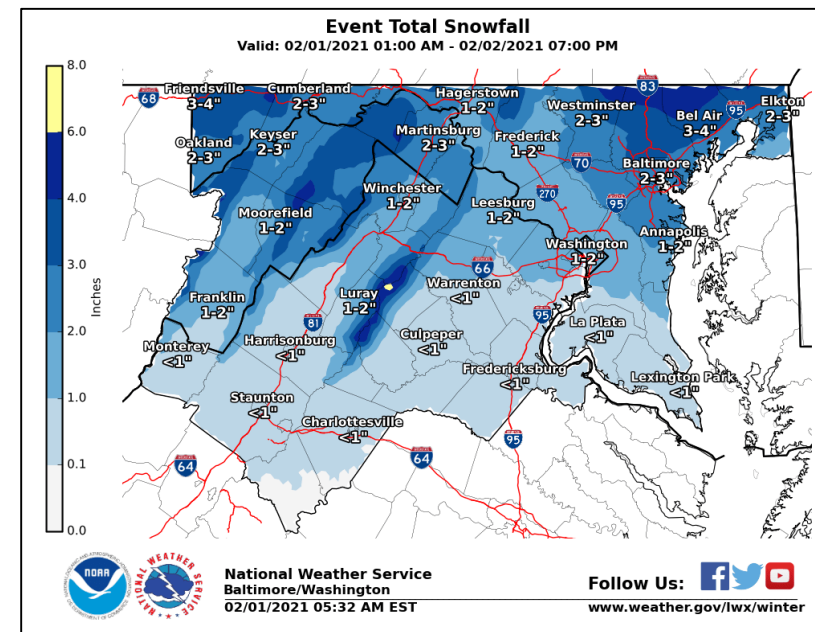 Event Total Snowfall
Valid: 02/01/2021 01:00 AM - 02/02/2021 07:00 PM
8.0
6.0
4.0
3.0
2.0
1.0
0.1
0.0
Inches
Friendsville
3-4"
Cumberland
2-3"
Hagerstown
1-2"
Westminster
2-3"
Bel Air
3-4"
Elkton
2-3"
Oakland
2-3"
Keyser
2-3"
Martinsburg
2-3"
Frederick
1-2"
Baltimore
2-3"
Winchester
1-2"
Moorefield
1-2"
Leesburg
1-2"
Annapolis
1-2"
Washington
1-2"
Franklin
1-2"
Luray
1-2"
Warrenton
<1"
La Plata
<1"
Monterey
<1"
Harrisonburg
<1"
Culpeper
<1"
Fredericksburg
<1"
Lexington Park
<1"
Staunton
<1"
Charlottesville
<1"
68
83
95
70
270
95
66
81
95
95
64
64
NOAA
NATIONAL WEATHER SERVICE
National Weather Service
Baltimore/Washington
02/01/2021 05:32 AM EST
Follow Us:
www.weather.gov/lwx/winter